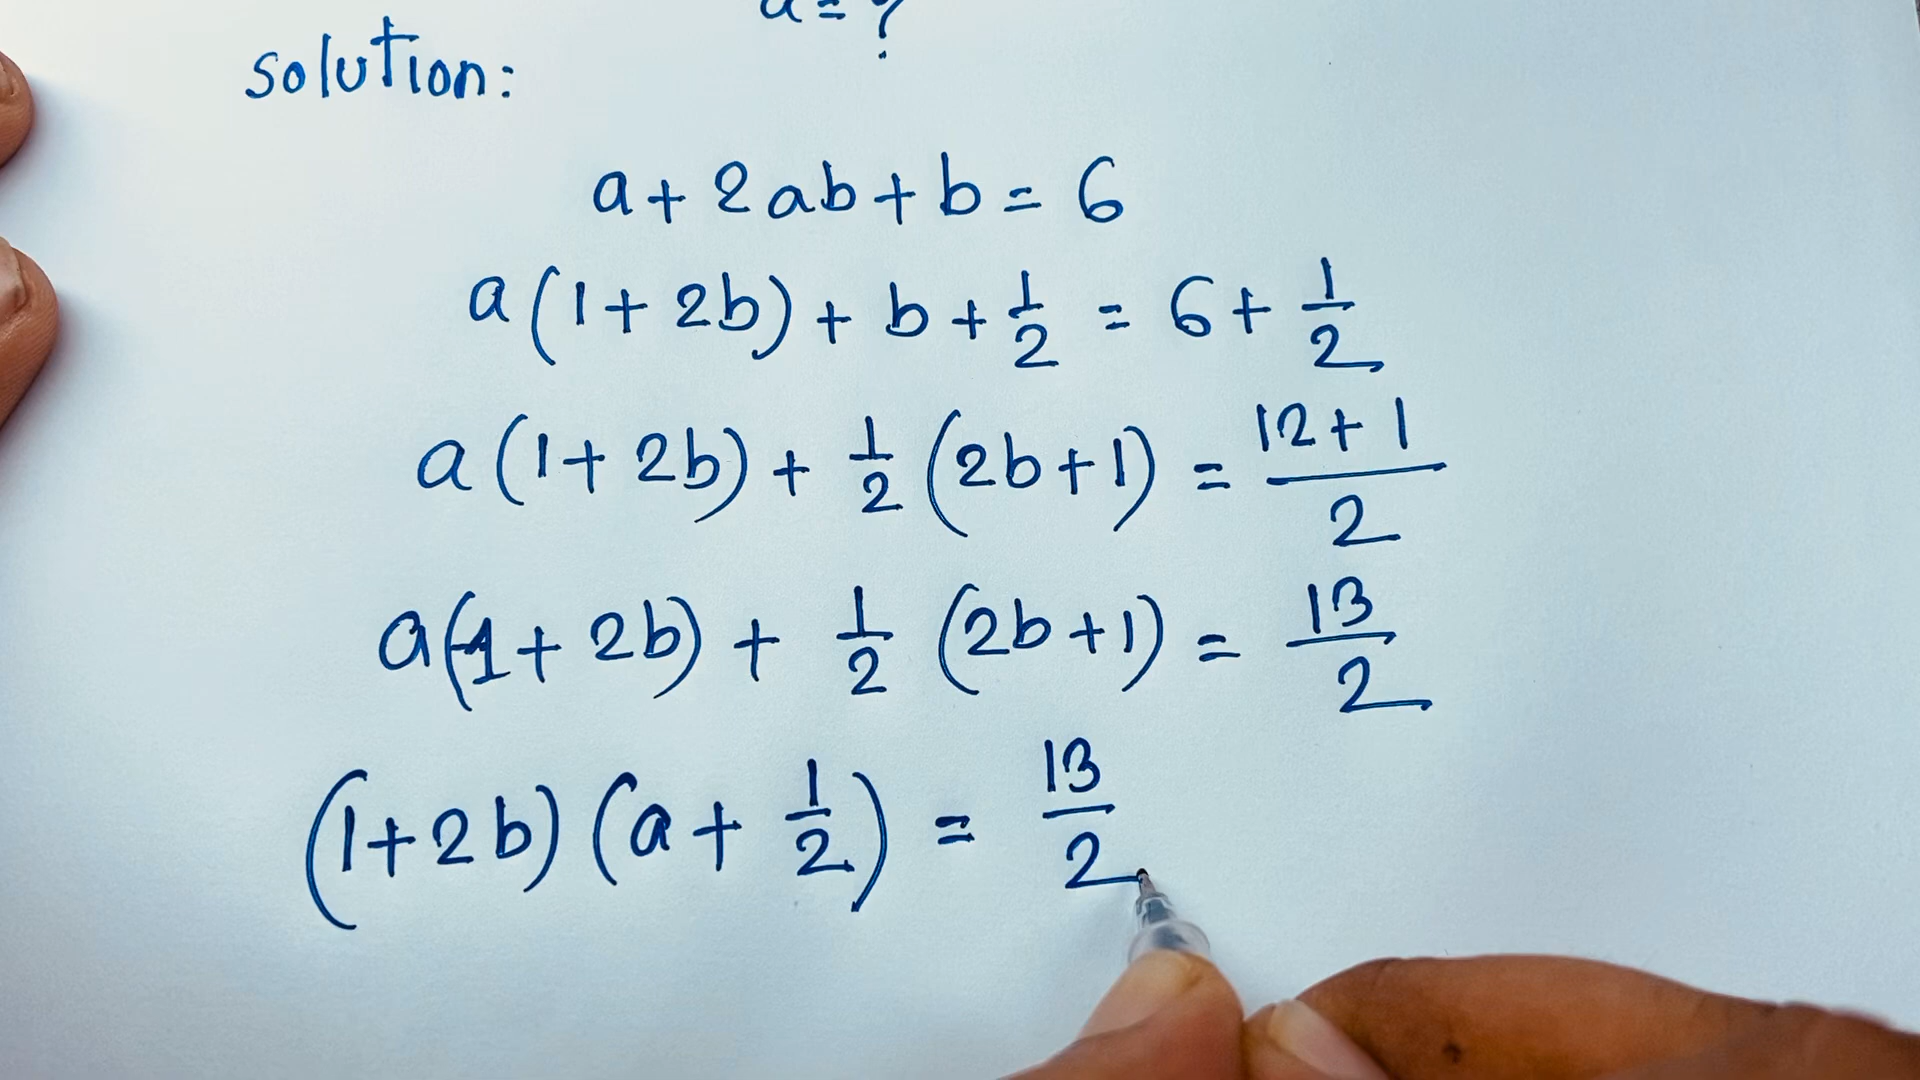 a = ?
solution:
a + 2ab + b = 6
a(1 + 2b) + b + 1/2 = 6 + 1/2
a(1 + 2b) + 1/2 (2b + 1) = (12 + 1)/2
a(1 + 2b) + 1/2 (2b + 1) = 13/2
(1 + 2b)(a + 1/2) = 13/2